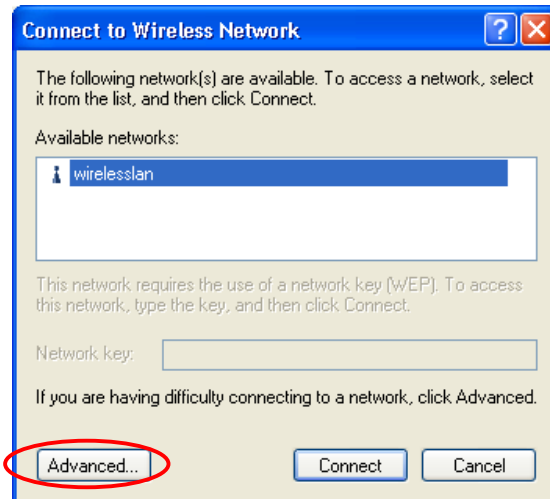 Connect to Wireless Network
The following network(s) are available. To access a network, select
it from the list, and then click Connect.
Available networks:
wirelesslan
This network requires the use of a network key (WEP). To access
this network, type the key, and then click Connect.
Network key:
If you are having difficulty connecting to a network, click Advanced.
Advanced... Connect Cancel